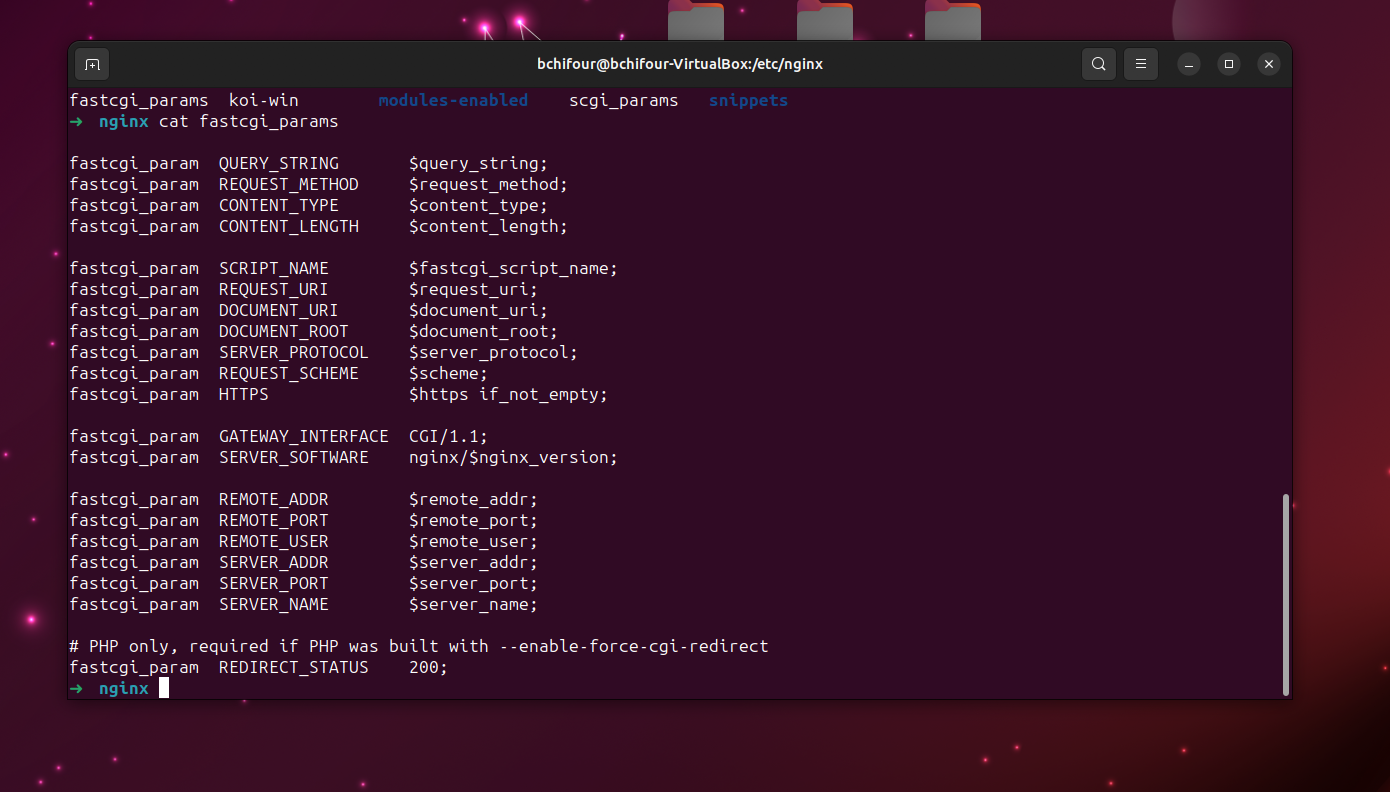 bchifour@bchifour-VirtualBox:/etc/nginx
fastcgi_params  koi-win        modules-enabled    scgi_params   snippets
➜  nginx cat fastcgi_params

fastcgi_param  QUERY_STRING       $query_string;
fastcgi_param  REQUEST_METHOD     $request_method;
fastcgi_param  CONTENT_TYPE       $content_type;
fastcgi_param  CONTENT_LENGTH     $content_length;

fastcgi_param  SCRIPT_NAME        $fastcgi_script_name;
fastcgi_param  REQUEST_URI        $request_uri;
fastcgi_param  DOCUMENT_URI       $document_uri;
fastcgi_param  DOCUMENT_ROOT      $document_root;
fastcgi_param  SERVER_PROTOCOL    $server_protocol;
fastcgi_param  REQUEST_SCHEME     $scheme;
fastcgi_param  HTTPS              $https if_not_empty;

fastcgi_param  GATEWAY_INTERFACE  CGI/1.1;
fastcgi_param  SERVER_SOFTWARE    nginx/$nginx_version;

fastcgi_param  REMOTE_ADDR        $remote_addr;
fastcgi_param  REMOTE_PORT        $remote_port;
fastcgi_param  REMOTE_USER        $remote_user;
fastcgi_param  SERVER_ADDR        $server_addr;
fastcgi_param  SERVER_PORT        $server_port;
fastcgi_param  SERVER_NAME        $server_name;

# PHP only, required if PHP was built with --enable-force-cgi-redirect
fastcgi_param  REDIRECT_STATUS    200;
➜  nginx